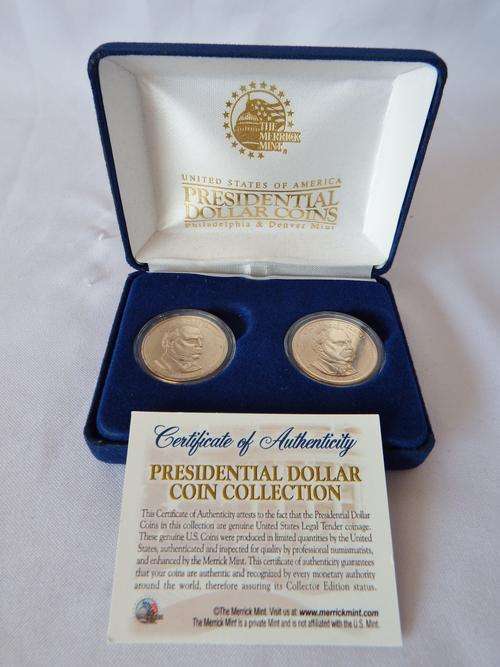 THE
MERRICK
MINT
UNITED STATES OF AMERICA
PRESIDENTIAL
DOLLAR COINS
Philadelphia & Denver Mint
Certificate of Authenticity
PRESIDENTIAL DOLLAR
COIN COLLECTION
This Certificate of Authenticity attests to the fact that the Presidential Dollar
Coins in this collection are genuine United States Legal Tender coinage.
These genuine U.S. Coins were produced in limited quantities by the United
States, authenticated and inspected for quality by professional numismatists,
and enhanced by the Merrick Mint. This certificate of authenticity guarantees
that your coins are authentic and recognized by every monetary authority
around the world, therefore assuring its Collector Edition status.
©The Merrick Mint. Visit us at: www.merrickmint.com
The Merrick Mint is a private Mint and is not affiliated with the U.S. Mint.